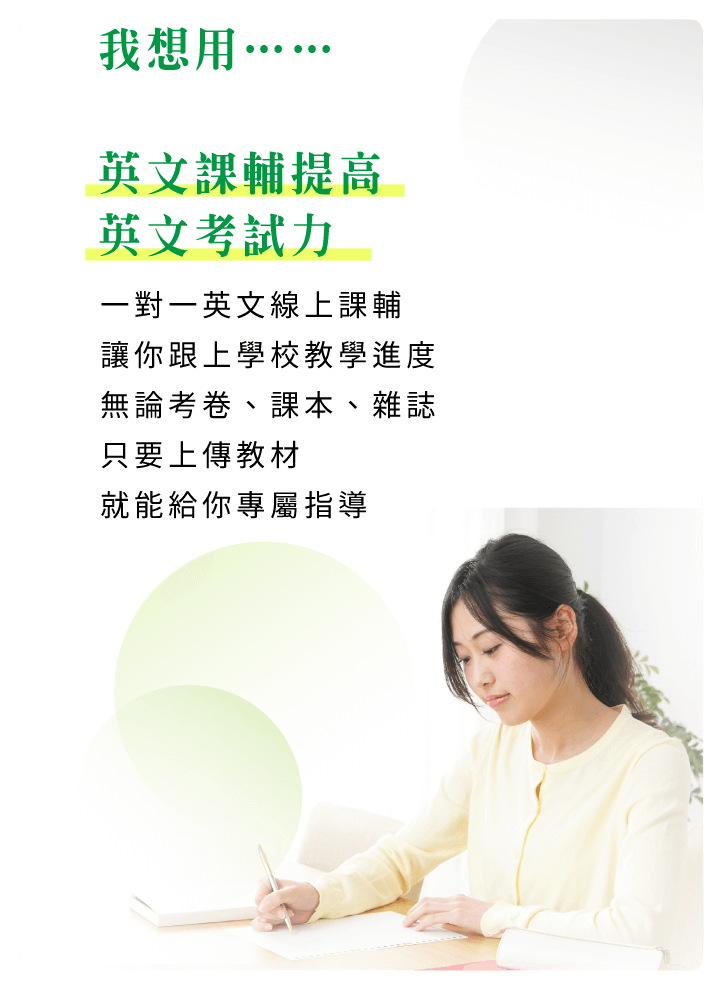 我想用⋯⋯
英文課輔提高
英文考試力
一對一英文線上課輔
讓你跟上學校教學進度
無論考卷、課本、雜誌
只要上傳教材
就能給你專屬指導